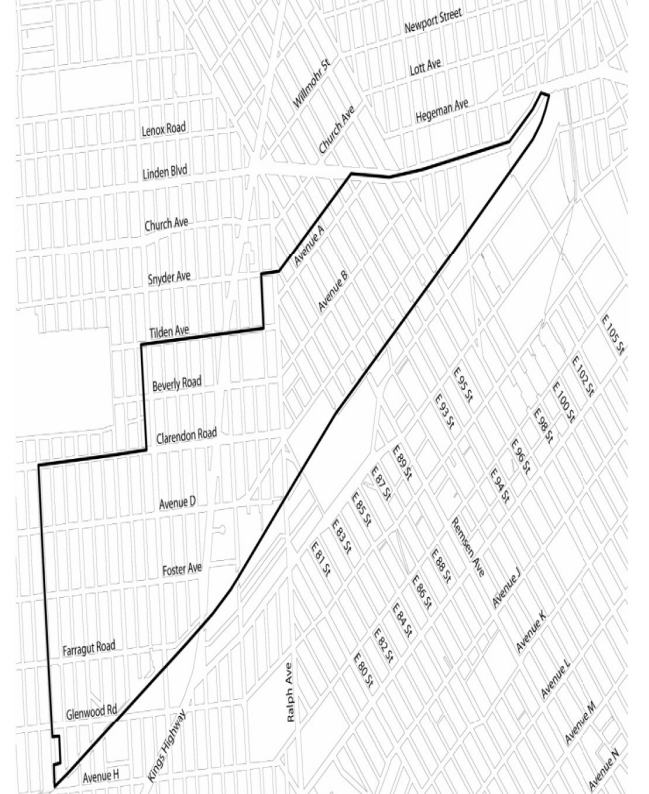 Newport Street
Lott Ave
Willmohr St
Hegeman Ave
Church Ave
Lenox Road
Linden Blvd
Church Ave
Avenue A
Snyder Ave
Avenue B
Tilden Ave
E 105 St
Beverly Road
E 102 St
E 95 St
E 100 St
E 93 St
E 98 St
Clarendon Road
E 96 St
E 89 St
E 94 St
E 87 St
Avenue D
E 85 St
E 83 St
Remsen Ave
E 81 St
Foster Ave
E 88 St
Avenue J
E 86 St
E 84 St
Avenue K
Farragut Road
E 82 St
E 80 St
Avenue L
Ralph Ave
Glenwood Rd
Avenue M
Kings Highway
Avenue H
Avenue N